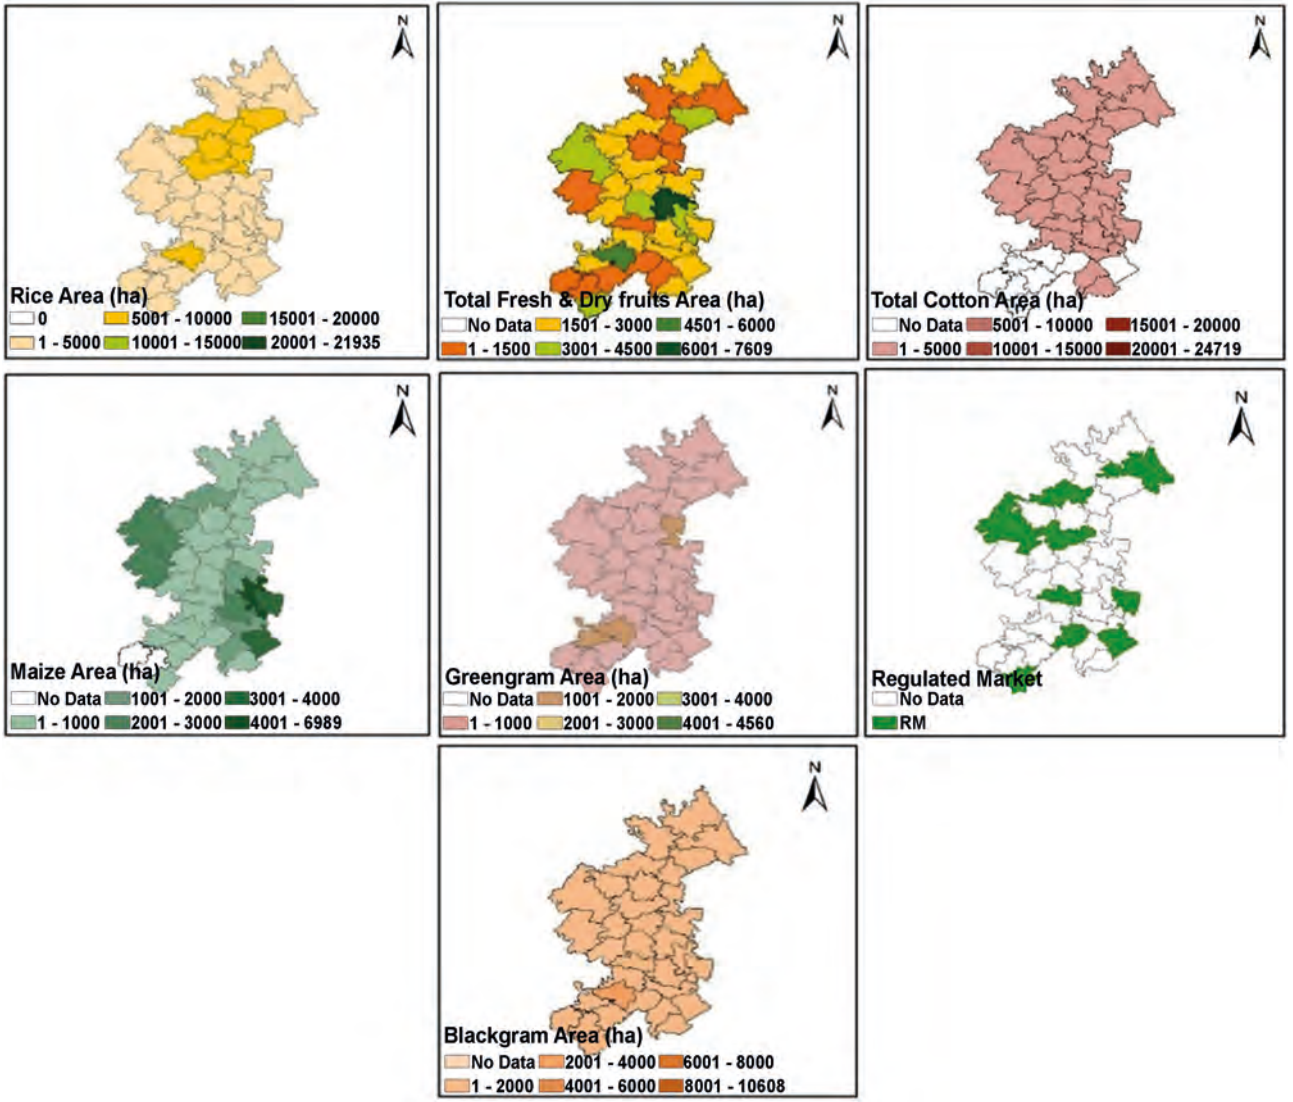 N
N
N
Rice Area (ha)
0 5001 - 10000 15001 - 20000
1 - 5000 10001 - 15000 20001 - 21935
Total Fresh & Dry fruits Area (ha)
No Data 1501 - 3000 4501 - 6000
1 - 1500 3001 - 4500 6001 - 7609
Total Cotton Area (ha)
No Data 5001 - 10000 15001 - 20000
1 - 5000 10001 - 15000 20001 - 24719
N
N
N
Maize Area (ha)
No Data 1001 - 2000 3001 - 4000
1 - 1000 2001 - 3000 4001 - 6989
Greengram Area (ha)
No Data 1001 - 2000 3001 - 4000
1 - 1000 2001 - 3000 4001 - 4560
Regulated Market
No Data
RM
N
Blackgram Area (ha)
No Data 2001 - 4000 6001 - 8000
1 - 2000 4001 - 6000 8001 - 10608